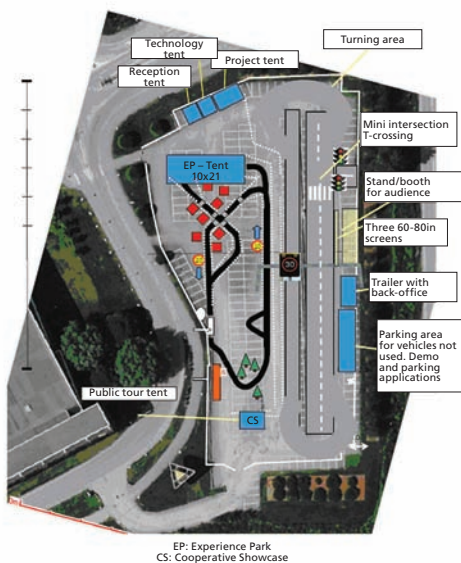 Turning area
Technology
tent
Project tent
Reception
tent
Mini intersection
T-crossing
EP – Tent
10x21
Stand/booth
for audience
Three 60-80in
screens
30
Trailer with
back-office
Parking area
for vehicles not
used. Demo
and parking
applications
Public tour tent
CS
EP: Experience Park
CS: Cooperative Showcase